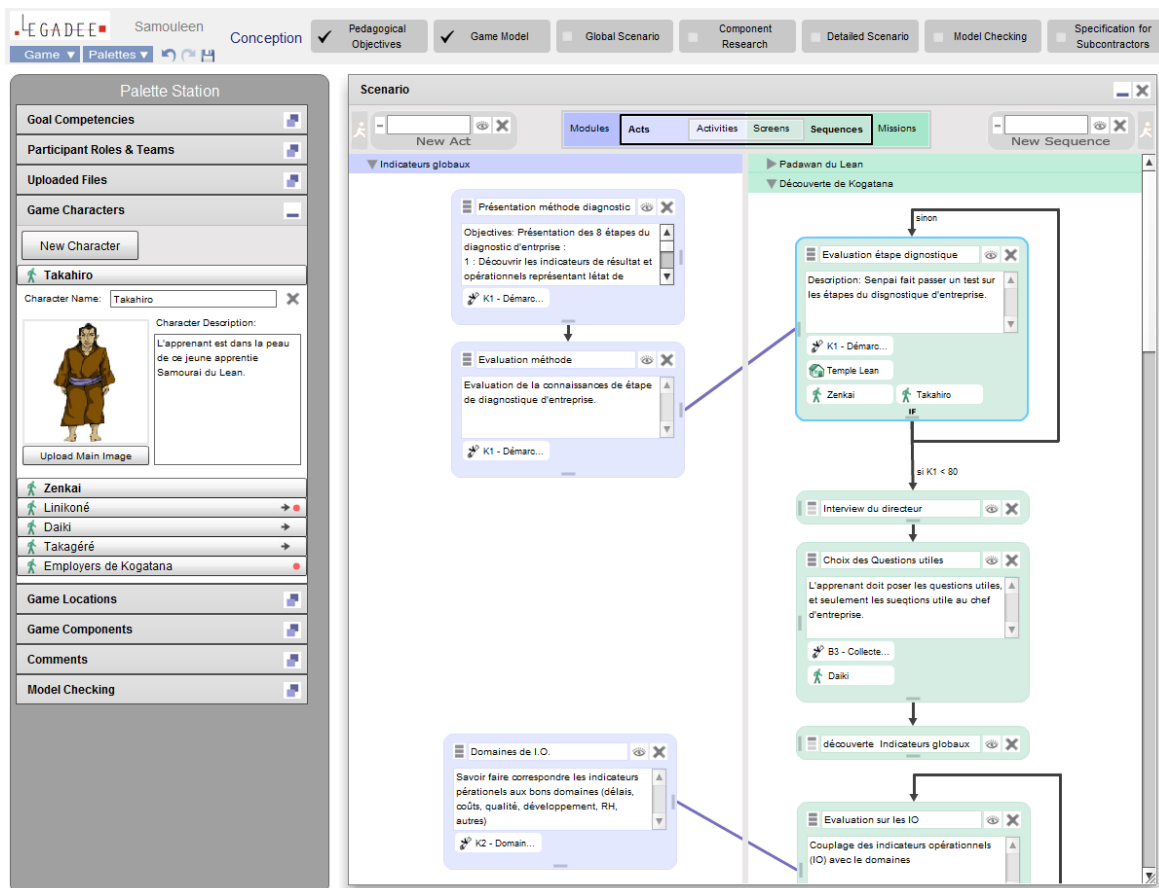 LEGADEE
Samouleen
Conception
Game
Palettes
Pedagogical
Objectives
Game Model
Global Scenario
Component
Research
Detailed Scenario
Model Checking
Specification for
Subcontractors
Palette Station
Goal Competencies
Participant Roles & Teams
Uploaded Files
Game Characters
New Character
Takahiro
Character Name: Takahiro
Character Description:
L'apprenant est dans la peau
de ce jeune apprentie
Samourai du Lean.
Upload Main Image
Zenkai
Linikoné
Daiki
Takagéré
Employers de Kogatana
Game Locations
Game Components
Comments
Model Checking
Scenario
New Act
Modules
Acts
Activities
Screens
Sequences
Missions
New Sequence
Indicateurs globaux
Présentation méthode diagnostic
Objectives: Présentation des 8 étapes du
diagnostic d'entrprise :
1 : Découvrir les indicateurs de résultat et
opérationnels représentant létat de
K1 - Démarc...
Evaluation méthode
Evaluation de la connaissances de étape
de diagnostique d'entreprise.
K1 - Démarc...
Domaines de I.O.
Savoir faire correspondre les indicateurs
pérationels aux bons domaines (délais,
coûts, qualité, développement, RH,
autres)
K2 - Domain...
Padawan du Lean
Découverte de Kogatana
sinon
Evaluation étape dignostique
Description: Senpai fait passer un test sur
les étapes du diagnostique d'entreprise.
K1 - Démarc...
Temple Lean
Zenkai
Takahiro
IF
si K1 < 80
Interview du directeur
Choix des Questions utiles
L'apprenant doit poser les questions utiles,
et seulement les sueqtions utile au chef
d'entreprise.
B3 - Collecte...
Daiki
découverte Indicateurs globaux
Evaluation sur les IO
Couplage des indicateurs opérationnels
(IO) avec le domaines